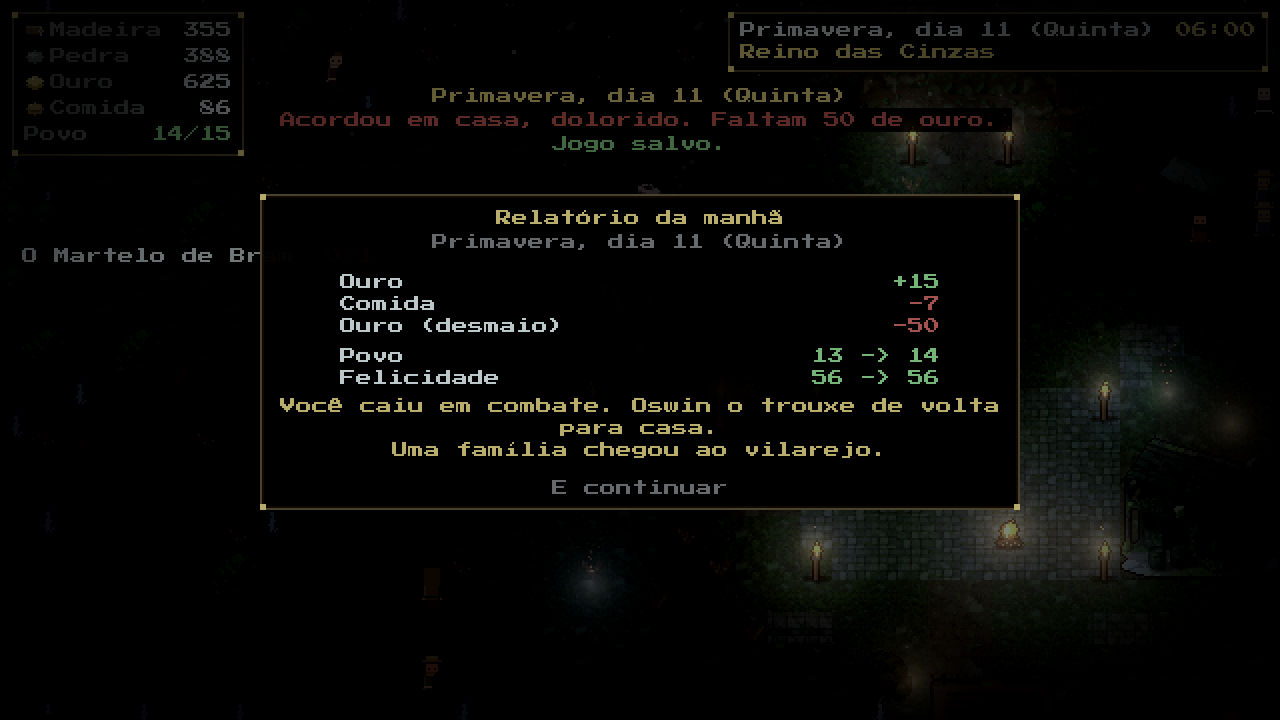 Madeira 355
Pedra 388
Ouro 625
Comida 86
Povo 14/15
Primavera, dia 11 (Quinta) 06:00
Reino das Cinzas
Primavera, dia 11 (Quinta)
Acordou em casa, dolorido. Faltam 50 de ouro.
Jogo salvo.
O Martelo de
Relatório da manhã
Primavera, dia 11 (Quinta)
Ouro +15
Comida -7
Ouro (desmaio) -50
Povo 13 -> 14
Felicidade 56 -> 56
Você caiu em combate. Oswin o trouxe de volta
para casa.
Uma família chegou ao vilarejo.
E continuar